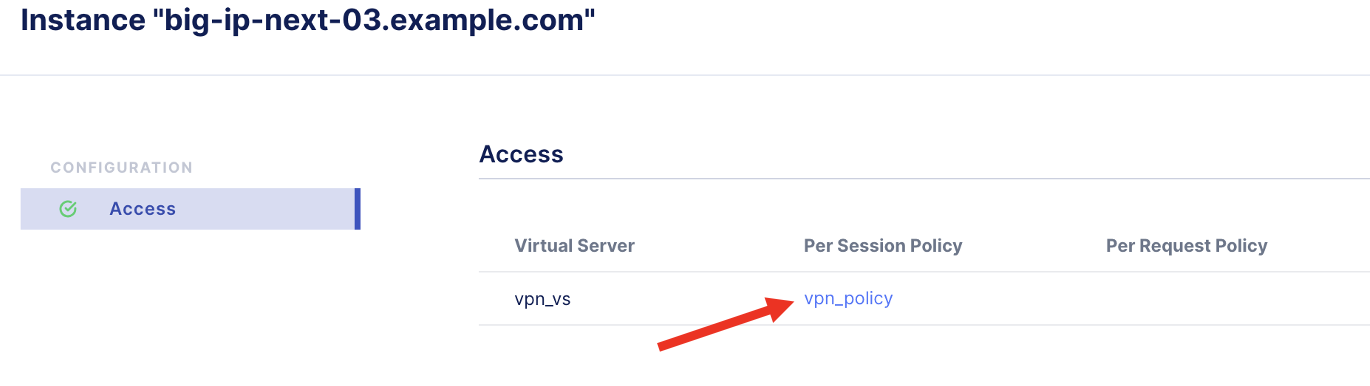 Instance "big-ip-next-03.example.com"
CONFIGURATION
Access
Access
Virtual Server Per Session Policy Per Request Policy
vpn_vs vpn_policy